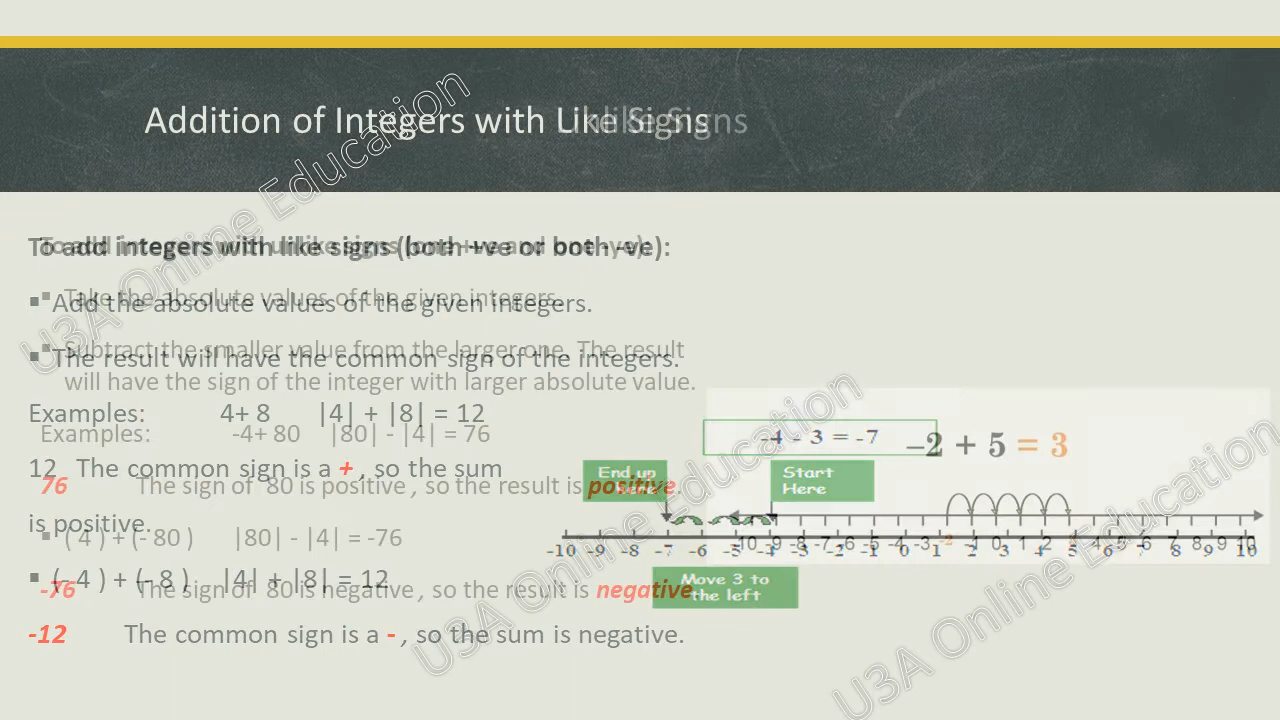 Addition of Integers with Like Signs
To add integers with like signs (both +ve or both -ve):
▪ Add the absolute values of the given integers.
▪ Take the absolute values of the given integers.
▪ Subtract the smaller value from the larger one. The result
▪ The result will have the common sign of the integers.
will have the sign of the integer with larger absolute value.
Examples: 4+ 8 |4| + |8| = 12
Examples: -4+ 80 |80| - |4| = 76
12 The common sign is a + , so the sum
76 The sign of 80 is positive , so the result is positive.
is positive.
▪ ( 4 ) + (- 80 ) |80| - |4| = -76
▪ (- 4 ) + (- 8 ) |4| + |8| = 12
-76 The sign of 80 is negative , so the result is negative
-12 The common sign is a - , so the sum is negative.
-4 - 3 = -7
–2 + 5 = 3
End up
Start
Here
-10 -9 -8 -7 -6
Move 3 to
the left
U3A Online Education
U3A Online Education
U3A Online Education